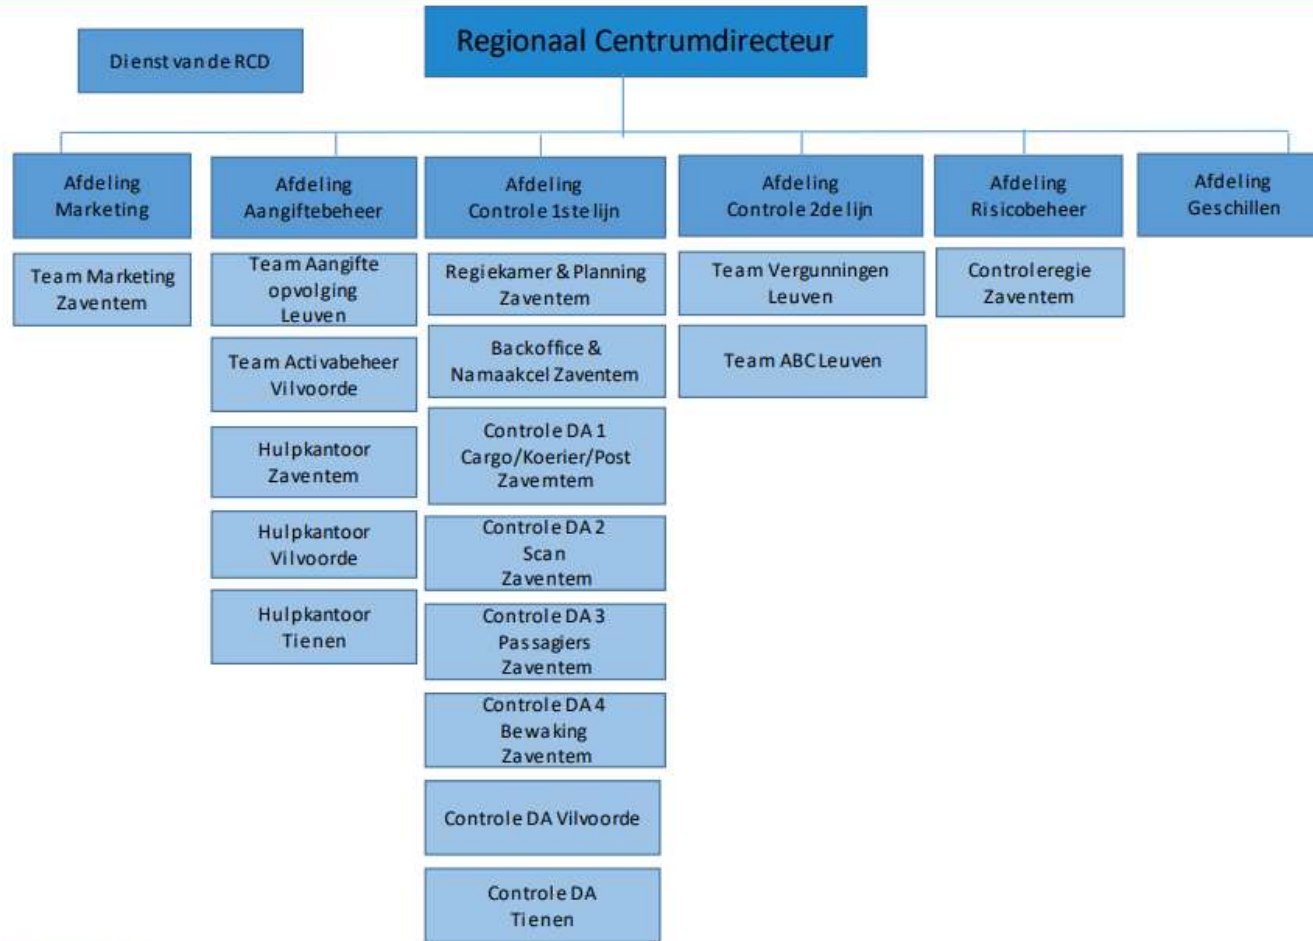 Regionaal Centrumdirecteur
Dienst van de RCD
Afdeling
Marketing
Afdeling
Aangiftebeheer
Afdeling
Controle 1ste lijn
Afdeling
Controle 2de lijn
Afdeling
Risicobeheer
Afdeling
Geschillen
Team Marketing
Zaventem
Team Aangifte
opvolging
Leuven
Team Activabeheer
Vilvoorde
Hulpkantoor
Zaventem
Hulpkantoor
Vilvoorde
Hulpkantoor
Tienen
Regiekamer & Planning
Zaventem
Backoffice &
Namaakcel Zaventem
Controle DA 1
Cargo/Koerier/Post
Zavemtem
Controle DA 2
Scan
Zaventem
Controle DA 3
Passagiers
Zaventem
Controle DA 4
Bewaking
Zaventem
Controle DA Vilvoorde
Controle DA
Tienen
Team Vergunningen
Leuven
Team ABC Leuven
Controleregie
Zaventem